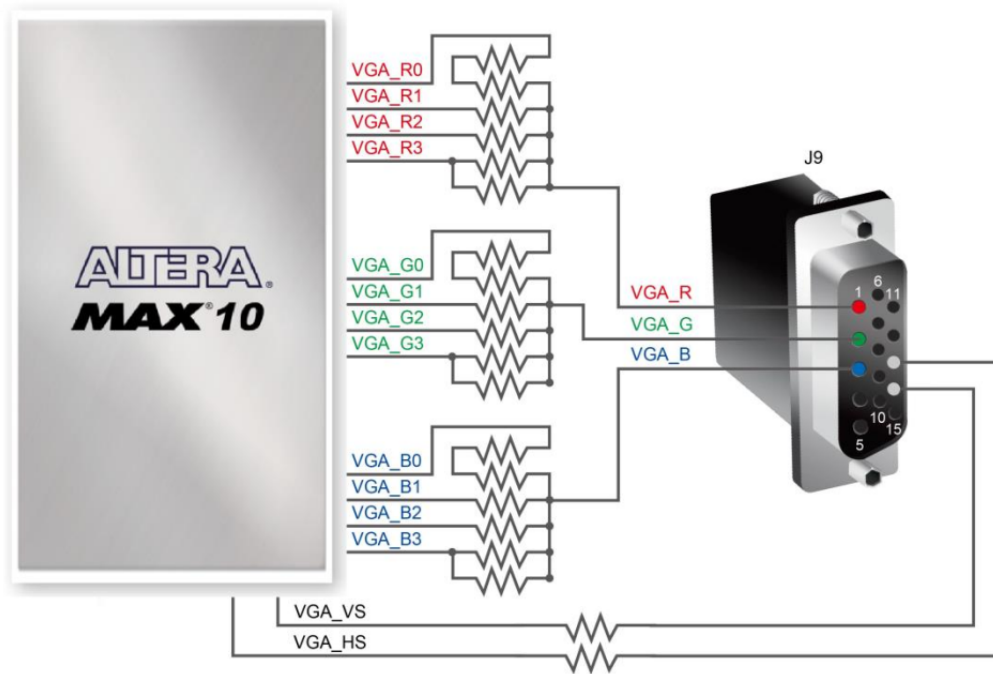 VGA_R0
VGA_R1
VGA_R2
VGA_R3
J9
ALTERA®
MAX® 10
VGA_G0
VGA_G1
VGA_G2
VGA_G3
VGA_R
VGA_G
VGA_B
1
6
11
5
10
15
VGA_B0
VGA_B1
VGA_B2
VGA_B3
VGA_VS
VGA_HS